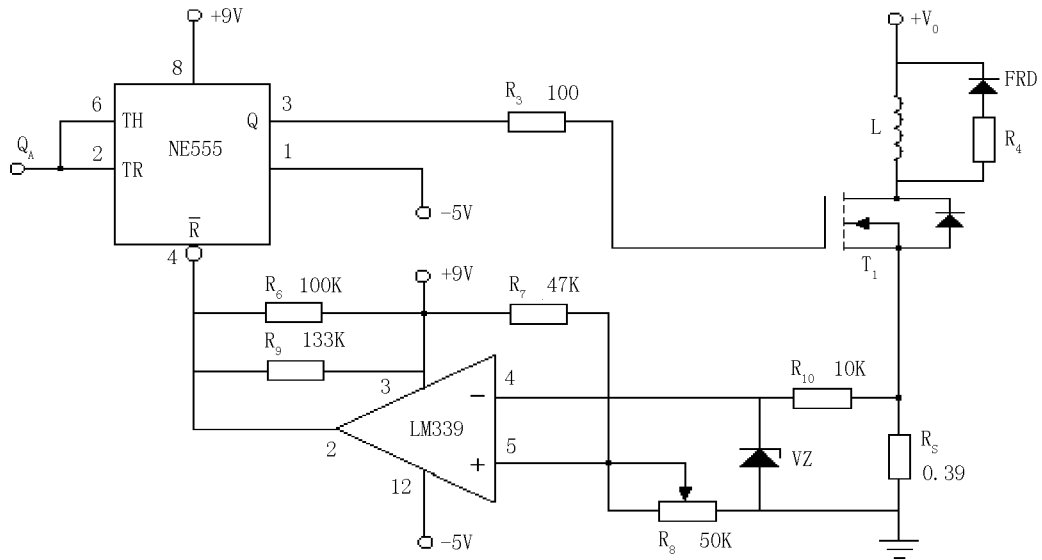 +9V
+V₀
8
FRD
6
TH
3
R₃ 100
Q
L
R₄
Q_A
2
NE555
1
TR
-5V
R̅
4
T₁
+9V
R₆ 100K
R₇ 47K
R₉ 133K
3
4
R₁₀ 10K
−
LM339
2
5
VZ
R_S
0.39
+
12
R₈ 50K
-5V